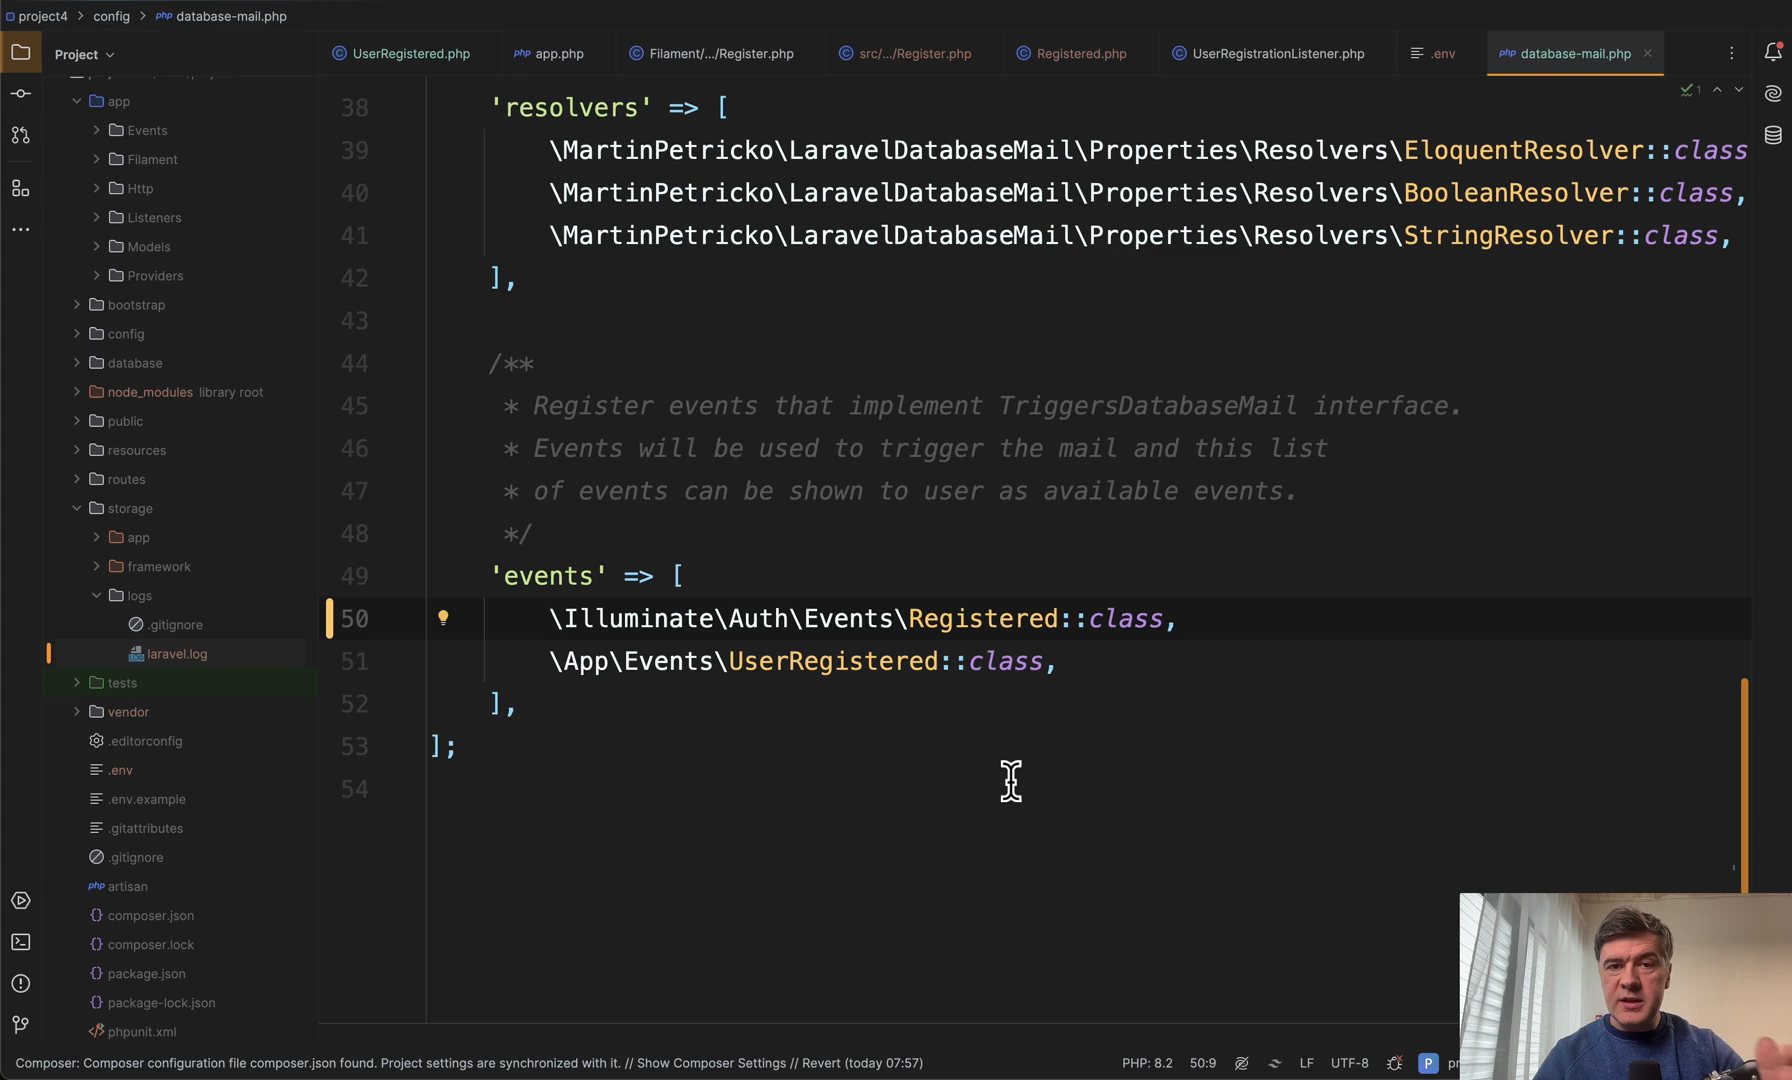 project4 > config > php database-mail.php
Project
UserRegistered.php
php app.php
Filament/.../Register.php
src/.../Register.php
Registered.php
UserRegistrationListener.php
.env
php database-mail.php
1
app
Events
Filament
Http
Listeners
Models
Providers
bootstrap
config
database
node_modules library root
public
resources
routes
storage
app
framework
logs
.gitignore
laravel.log
tests
vendor
.editorconfig
.env
.env.example
.gitattributes
.gitignore
php artisan
composer.json
composer.lock
package.json
package-lock.json
phpunit.xml
38 'resolvers' => [
39 \MartinPetricko\LaravelDatabaseMail\Properties\Resolvers\EloquentResolver::class
40 \MartinPetricko\LaravelDatabaseMail\Properties\Resolvers\BooleanResolver::class,
41 \MartinPetricko\LaravelDatabaseMail\Properties\Resolvers\StringResolver::class,
42 ],
43
44 /**
45 * Register events that implement TriggersDatabaseMail interface.
46 * Events will be used to trigger the mail and this list
47 * of events can be shown to user as available events.
48 */
49 'events' => [
50 \Illuminate\Auth\Events\Registered::class,
51 \App\Events\UserRegistered::class,
52 ],
53 ];
54
Composer: Composer configuration file composer.json found. Project settings are synchronized with it. // Show Composer Settings // Revert (today 07:57)
PHP: 8.2
50:9
LF
UTF-8
P